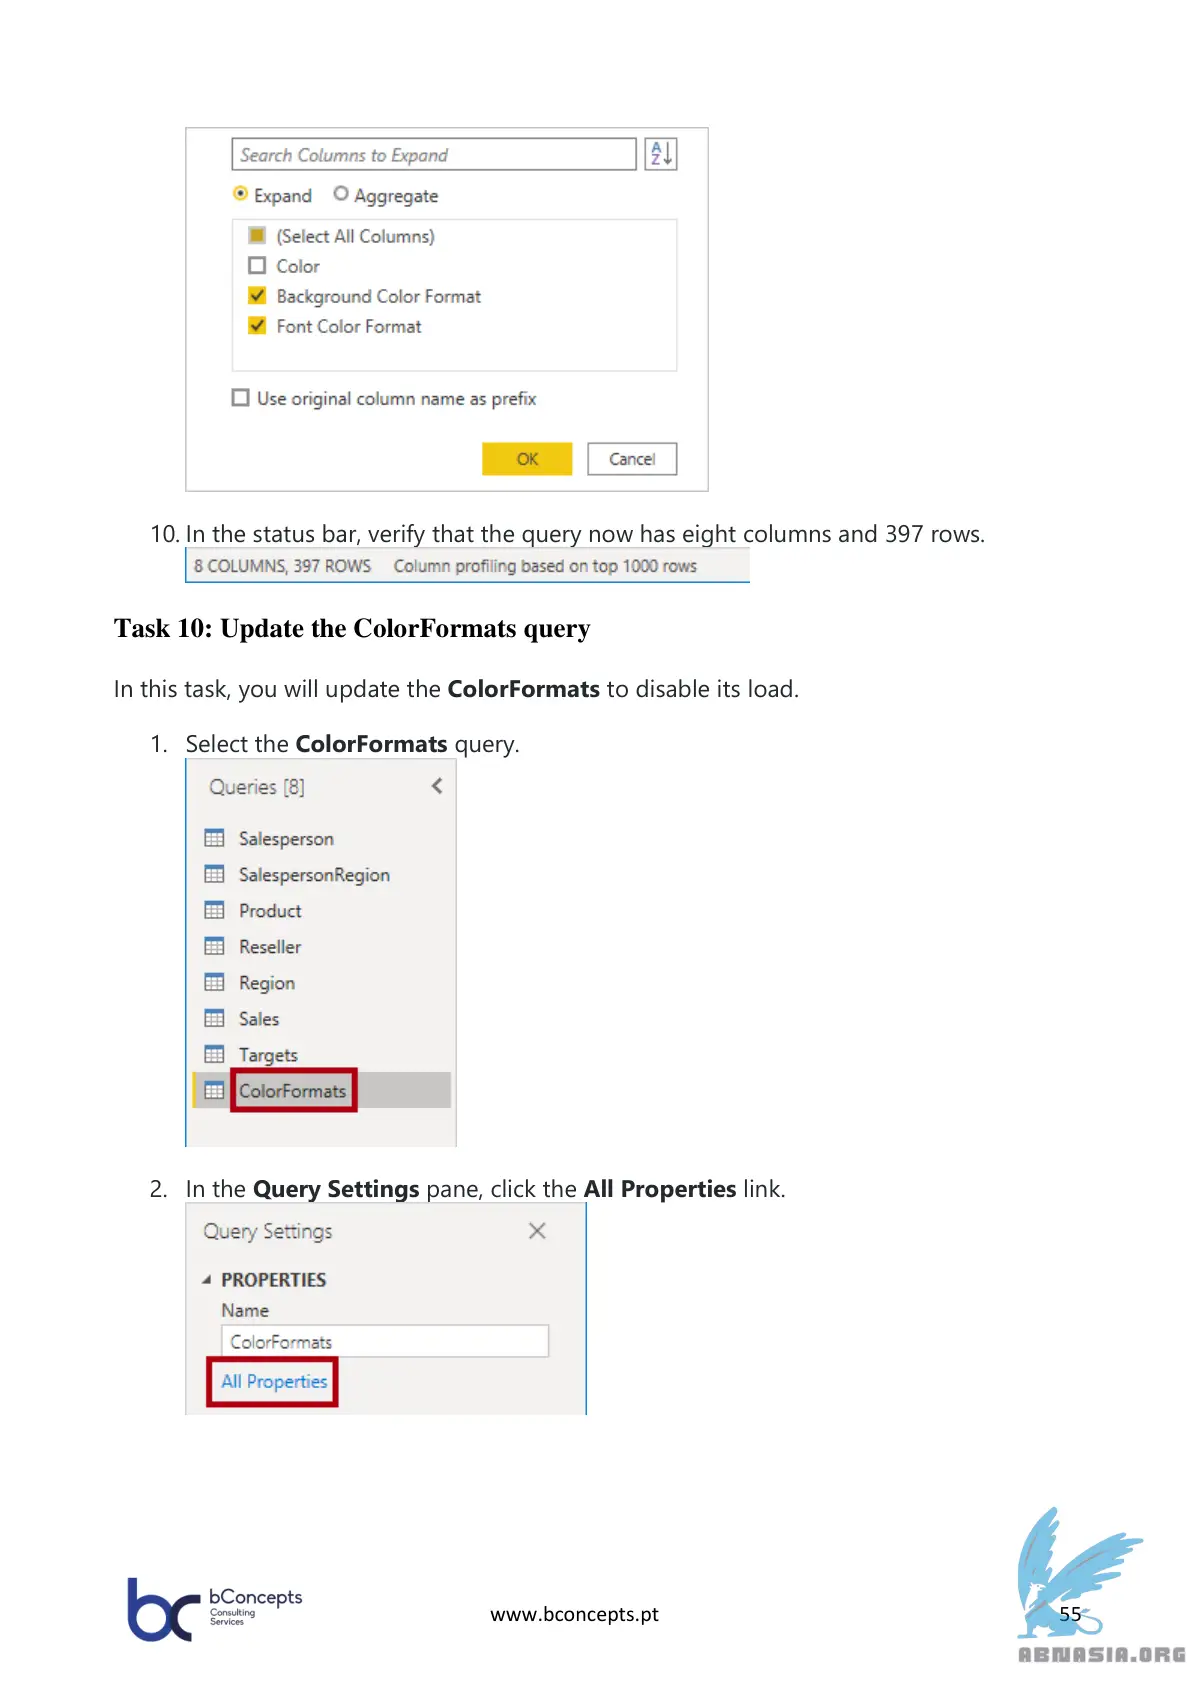 Search Columns to Expand
Expand Aggregate
(Select All Columns)
Color
Background Color Format
Font Color Format
Use original column name as prefix
OK Cancel
10. In the status bar, verify that the query now has eight columns and 397 rows.
8 COLUMNS, 397 ROWS Column profiling based on top 1000 rows
Task 10: Update the ColorFormats query
In this task, you will update the ColorFormats to disable its load.
1. Select the ColorFormats query.
Queries [8]
Salesperson
SalespersonRegion
Product
Reseller
Region
Sales
Targets
ColorFormats
2. In the Query Settings pane, click the All Properties link.
Query Settings
PROPERTIES
Name
ColorFormats
All Properties
bc bConcepts
Consulting
Services
www.bconcepts.pt
55
ABNASIA.ORG